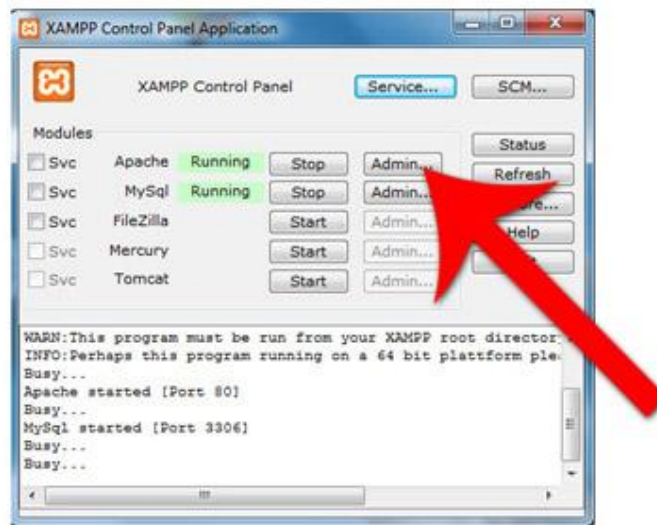 XAMPP Control Panel Application
XAMPP Control Panel
Service...
SCM...
Modules
Status
Svc Apache Running Stop Admin...
Refresh
Svc MySql Running Stop Admin...
Svc FileZilla Start Admin...
Help
Svc Mercury Start Admin...
Svc Tomcat Start Admin...
WARN:This program must be run from your XAMPP root
INFO:Perhaps this program running on a 64 bit plattform
Busy...
Apache started [Port 80]
Busy...
MySql started [Port 3306]
Busy...
Busy...